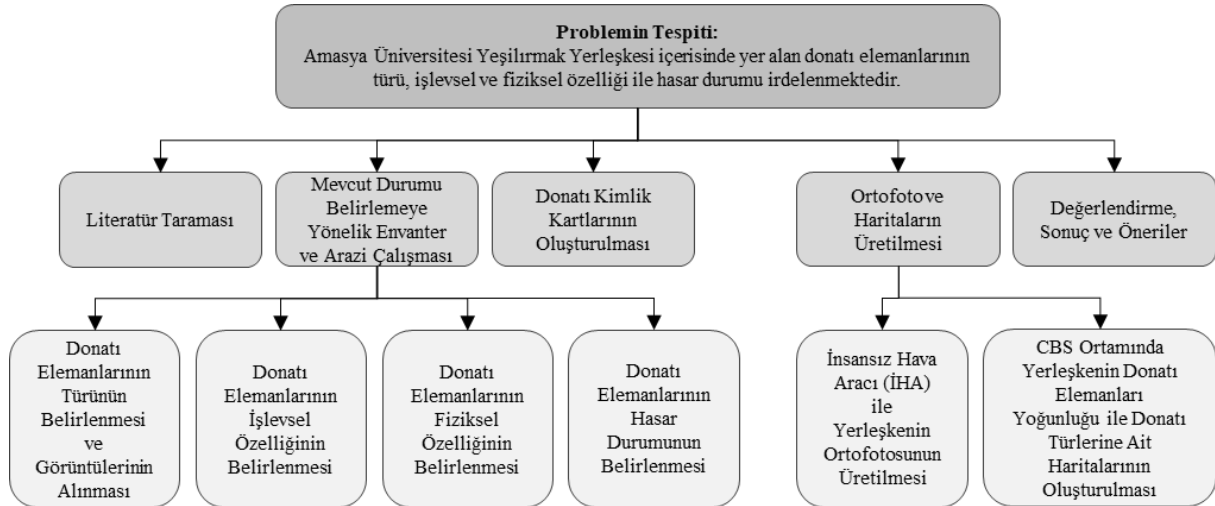 Problemin Tespiti:
Amasya Üniversitesi Yeşilırmak Yerleşkesi içerisinde yer alan donatı elemanlarının
türü, işlevsel ve fiziksel özelliği ile hasar durumu irdelenmektedir.
Literatür Taraması
Mevcut Durumu
Belirlemeye
Yönelik Envanter
ve Arazi Çalışması
Donatı Kimlik
Kartlarının
Oluşturulması
Ortofoto ve
Haritaların
Üretilmesi
Değerlendirme,
Sonuç ve Öneriler
Donatı
Elemanlarının
Türünün
Belirlenmesi
ve
Görüntülerinin
Alınması
Donatı
Elemanlarının
İşlevsel
Özelliğinin
Belirlenmesi
Donatı
Elemanlarının
Fiziksel
Özelliğinin
Belirlenmesi
Donatı
Elemanlarının
Hasar
Durumunun
Belirlenmesi
İnsansız Hava
Aracı (İHA)
ile
Yerleşkenin
Ortofotosunun
Üretilmesi
CBS Ortamında
Yerleşkenin Donatı
Elemanları
Yoğunluğu ile Donatı
Türlerine Ait
Haritalarının
Oluşturulması